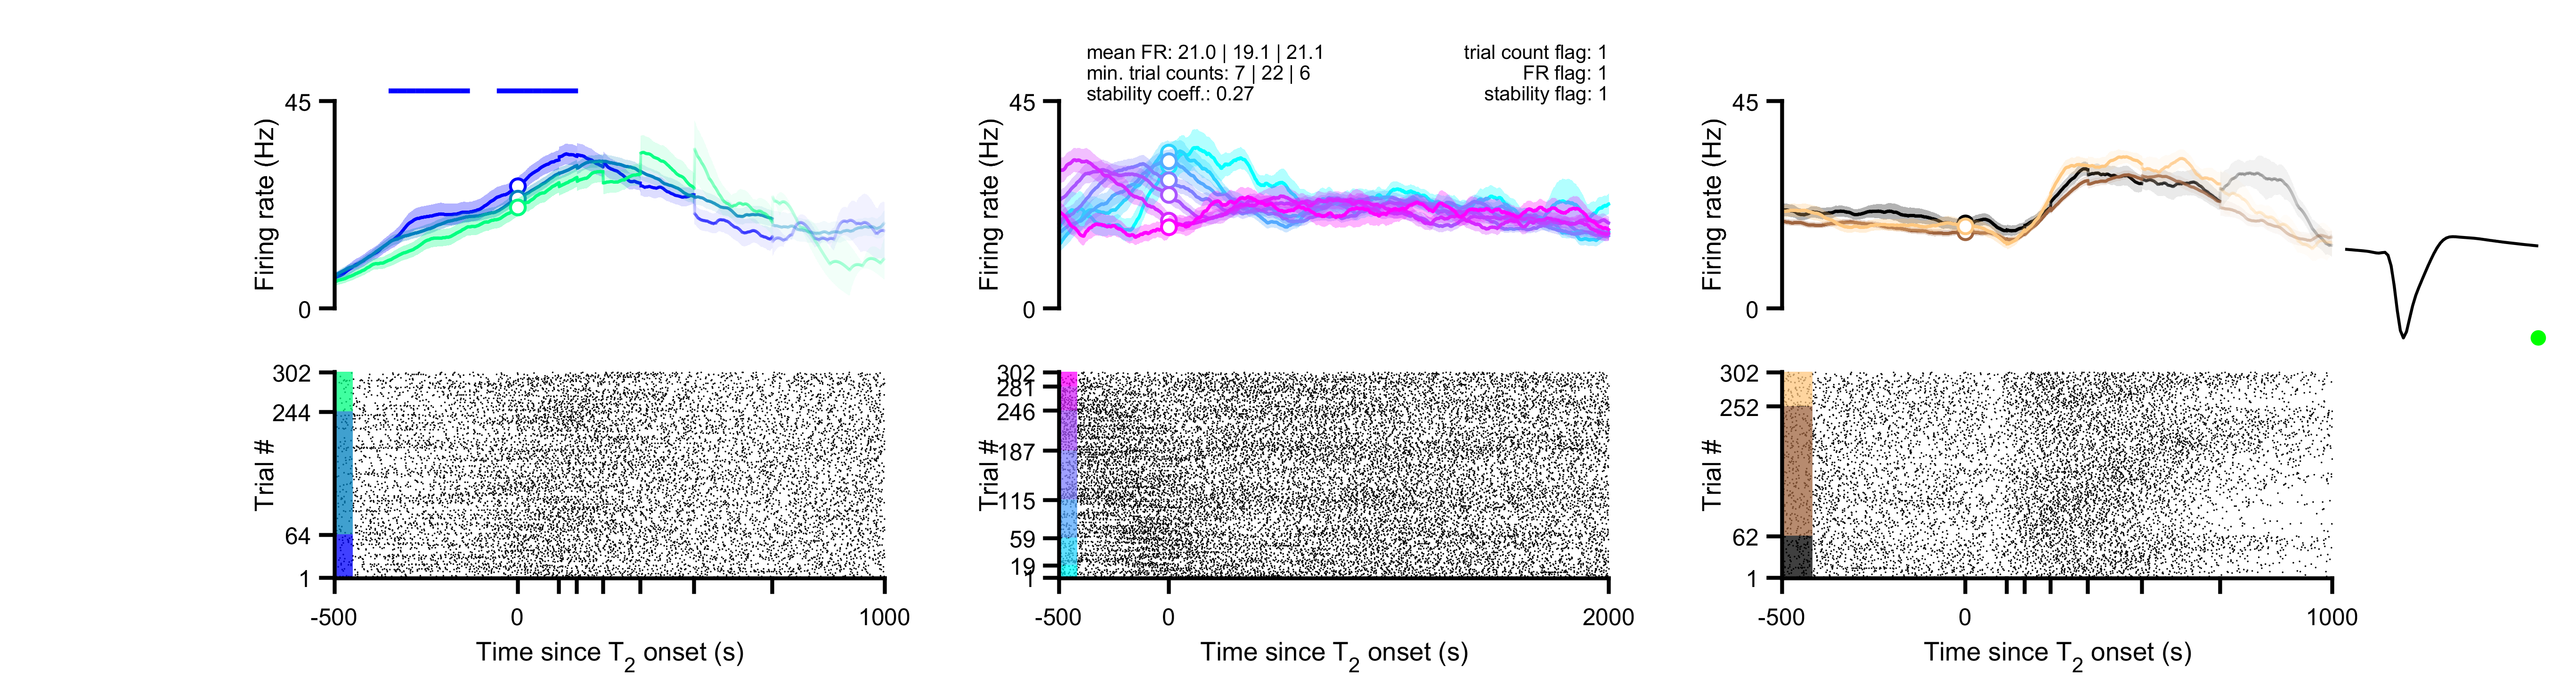 mean FR: 21.0 | 19.1 | 21.1
min. trial counts: 7 | 22 | 6
stability coeff.: 0.27
trial count flag: 1
FR flag: 1
stability flag: 1
Firing rate (Hz)
45
0
Firing rate (Hz)
45
0
Firing rate (Hz)
45
0
Trial #
302
244
64
1
-500
0
1000
Time since T2 onset (s)
Trial #
302
281
246
187
115
59
19
1
-500
0
2000
Time since T2 onset (s)
Trial #
302
252
62
1
-500
0
1000
Time since T2 onset (s)